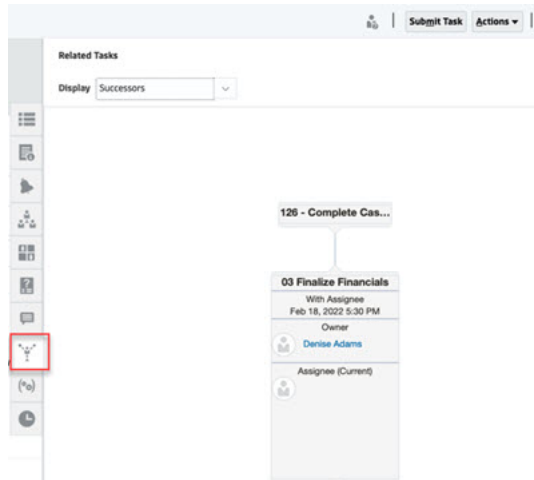 Submit Task Actions
Related Tasks
Display Successors
126 - Complete Cas...
03 Finalize Financials
With Assignee
Feb 18, 2022 5:30 PM
Owner
Denise Adams
Assignee (Current)